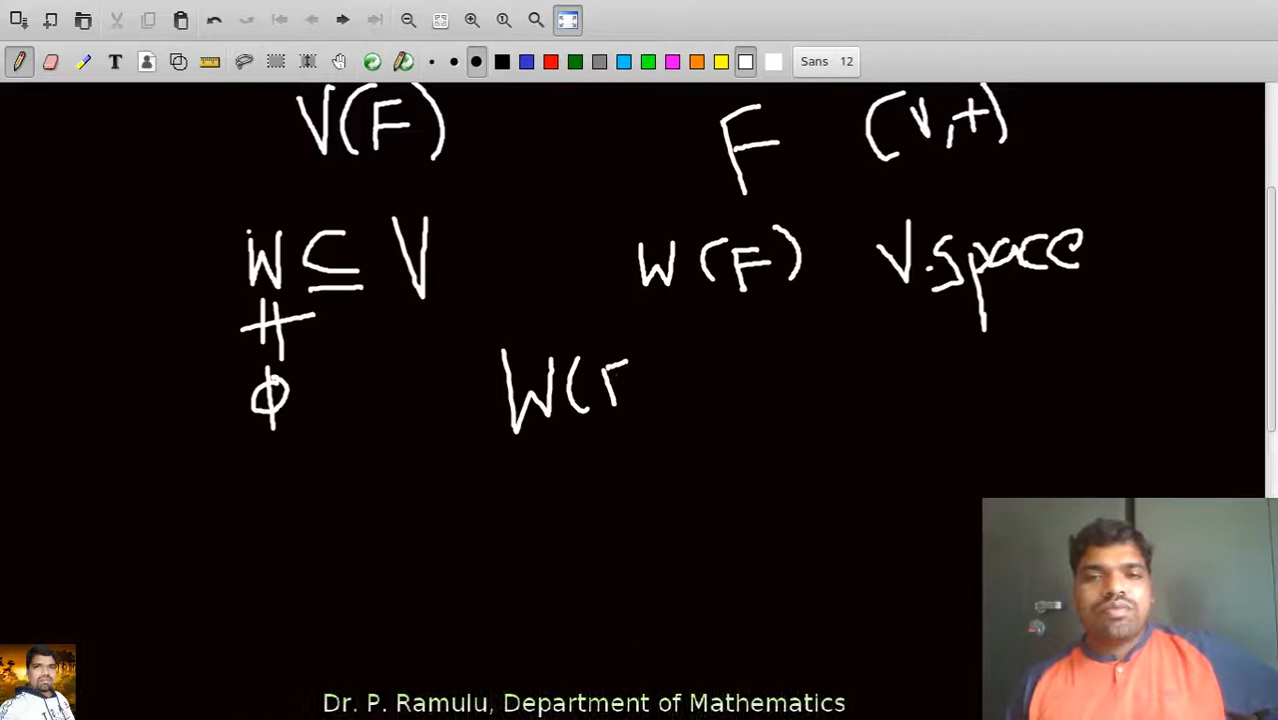 Sans 12
V(F) F (V,+)
W ⊆ V W(F) V.space
≠
φ W(F
Dr. P. Ramulu, Department of Mathematics